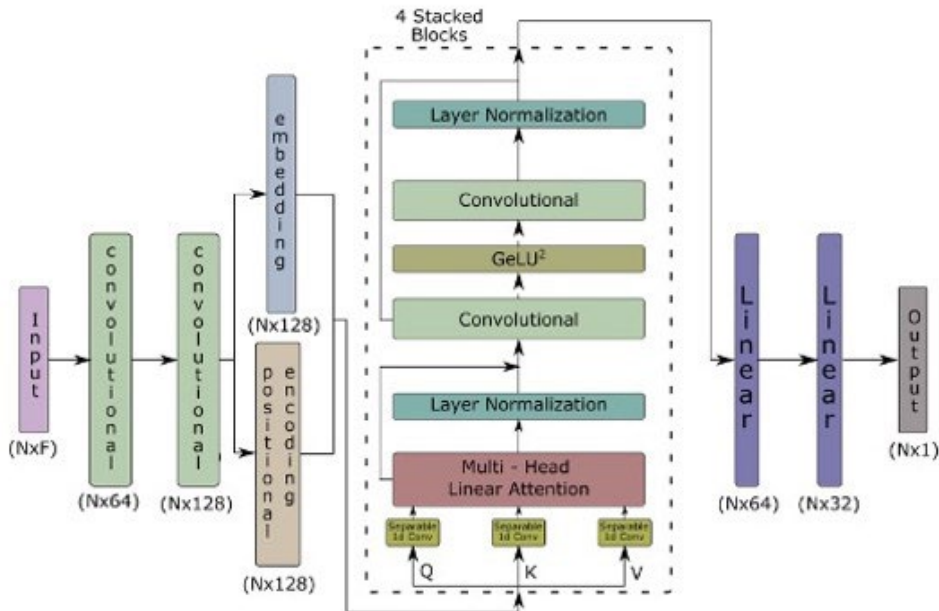 Input
(NxF)
convolutional
(Nx64)
convolutional
(Nx128)
embedding
(Nx128)
positional
encoding
(Nx128)
4 Stacked
Blocks
Layer Normalization
Convolutional
GeLU²
Convolutional
Layer Normalization
Multi - Head
Linear Attention
Separable
1d Conv
Separable
1d Conv
Separable
1d Conv
Q
K
V
Linear
(Nx64)
Linear
(Nx32)
Output
(Nx1)